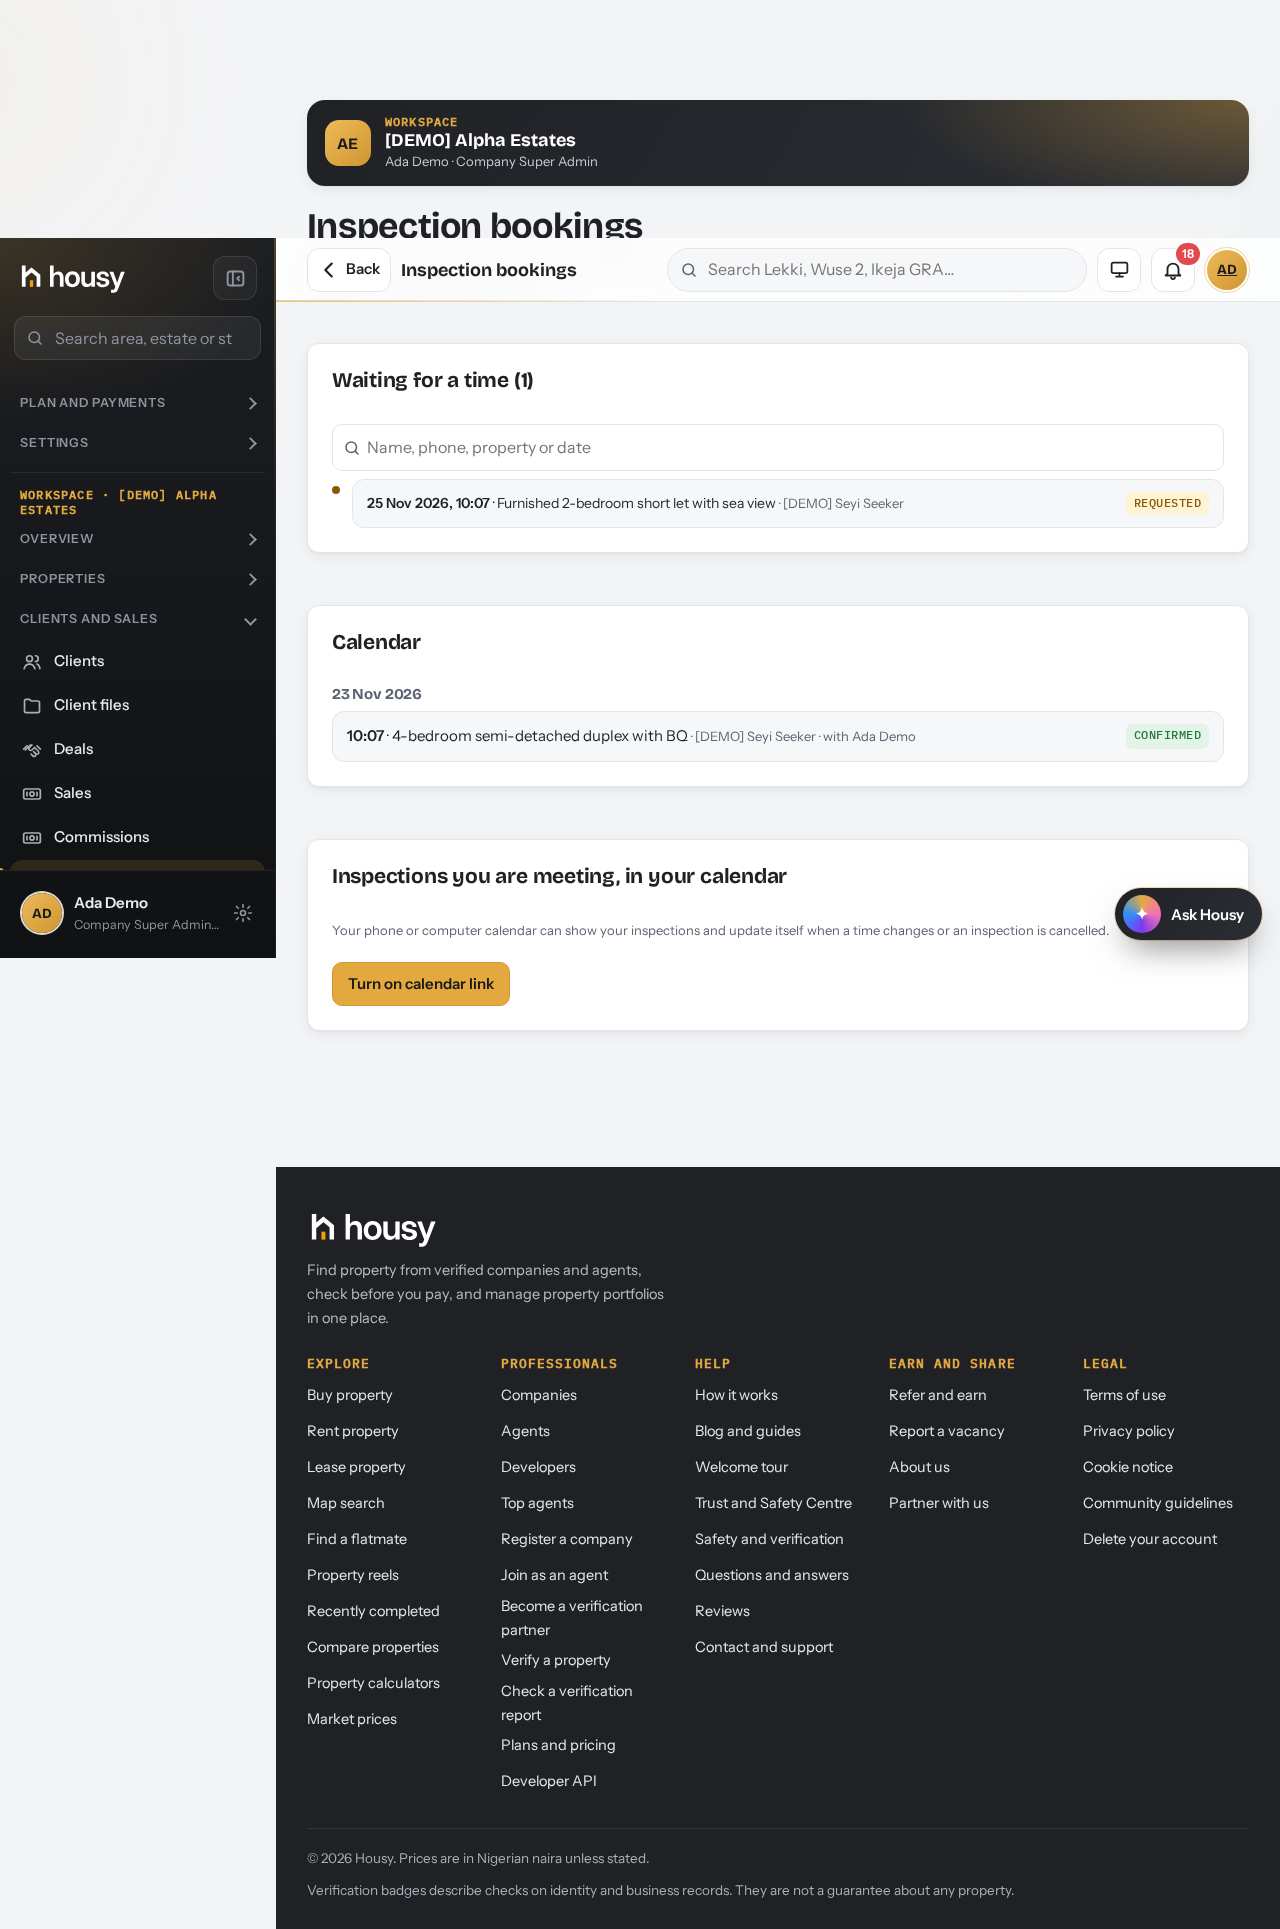 AE
WORKSPACE
[DEMO] Alpha Estates
Ada Demo · Company Super Admin
Inspection bookings
housy
Search area, estate or st
PLAN AND PAYMENTS
SETTINGS
WORKSPACE · [DEMO] ALPHA
ESTATES
OVERVIEW
PROPERTIES
CLIENTS AND SALES
Clients
Client files
Deals
Sales
Commissions
AD
Ada Demo
Company Super Admin...
Back
Inspection bookings
Search Lekki, Wuse 2, Ikeja GRA...
18
AD
Waiting for a time (1)
Name, phone, property or date
25 Nov 2026, 10:07 · Furnished 2-bedroom short let with sea view · [DEMO] Seyi Seeker
REQUESTED
Calendar
23 Nov 2026
10:07 · 4-bedroom semi-detached duplex with BQ · [DEMO] Seyi Seeker · with Ada Demo
CONFIRMED
Inspections you are meeting, in your calendar
Your phone or computer calendar can show your inspections and update itself when a time changes or an inspection is cancelled.
Turn on calendar link
Ask Housy
housy
Find property from verified companies and agents,
check before you pay, and manage property portfolios
in one place.
EXPLORE
Buy property
Rent property
Lease property
Map search
Find a flatmate
Property reels
Recently completed
Compare properties
Property calculators
Market prices
PROFESSIONALS
Companies
Agents
Developers
Top agents
Register a company
Join as an agent
Become a verification
partner
Verify a property
Check a verification
report
Plans and pricing
Developer API
HELP
How it works
Blog and guides
Welcome tour
Trust and Safety Centre
Safety and verification
Questions and answers
Reviews
Contact and support
EARN AND SHARE
Refer and earn
Report a vacancy
About us
Partner with us
LEGAL
Terms of use
Privacy policy
Cookie notice
Community guidelines
Delete your account
© 2026 Housy. Prices are in Nigerian naira unless stated.
Verification badges describe checks on identity and business records. They are not a guarantee about any property.